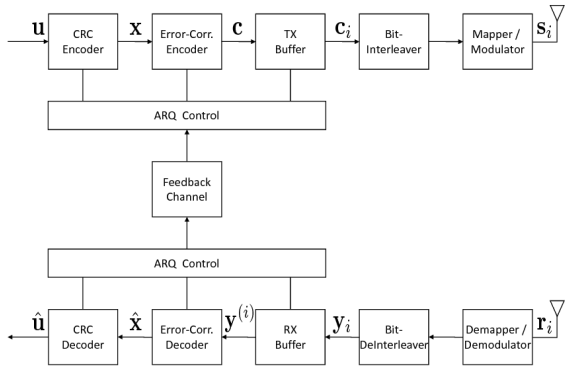 u
CRC
Encoder
x
Error-Corr.
Encoder
c
TX
Buffer
c_i
Bit-
Interleaver
Mapper /
Modulator
s_i
ARQ Control
Feedback
Channel
ARQ Control
û
CRC
Decoder
x̂
Error-Corr.
Decoder
y^(i)
RX
Buffer
y_i
Bit-
DeInterleaver
Demapper /
Demodulator
r_i